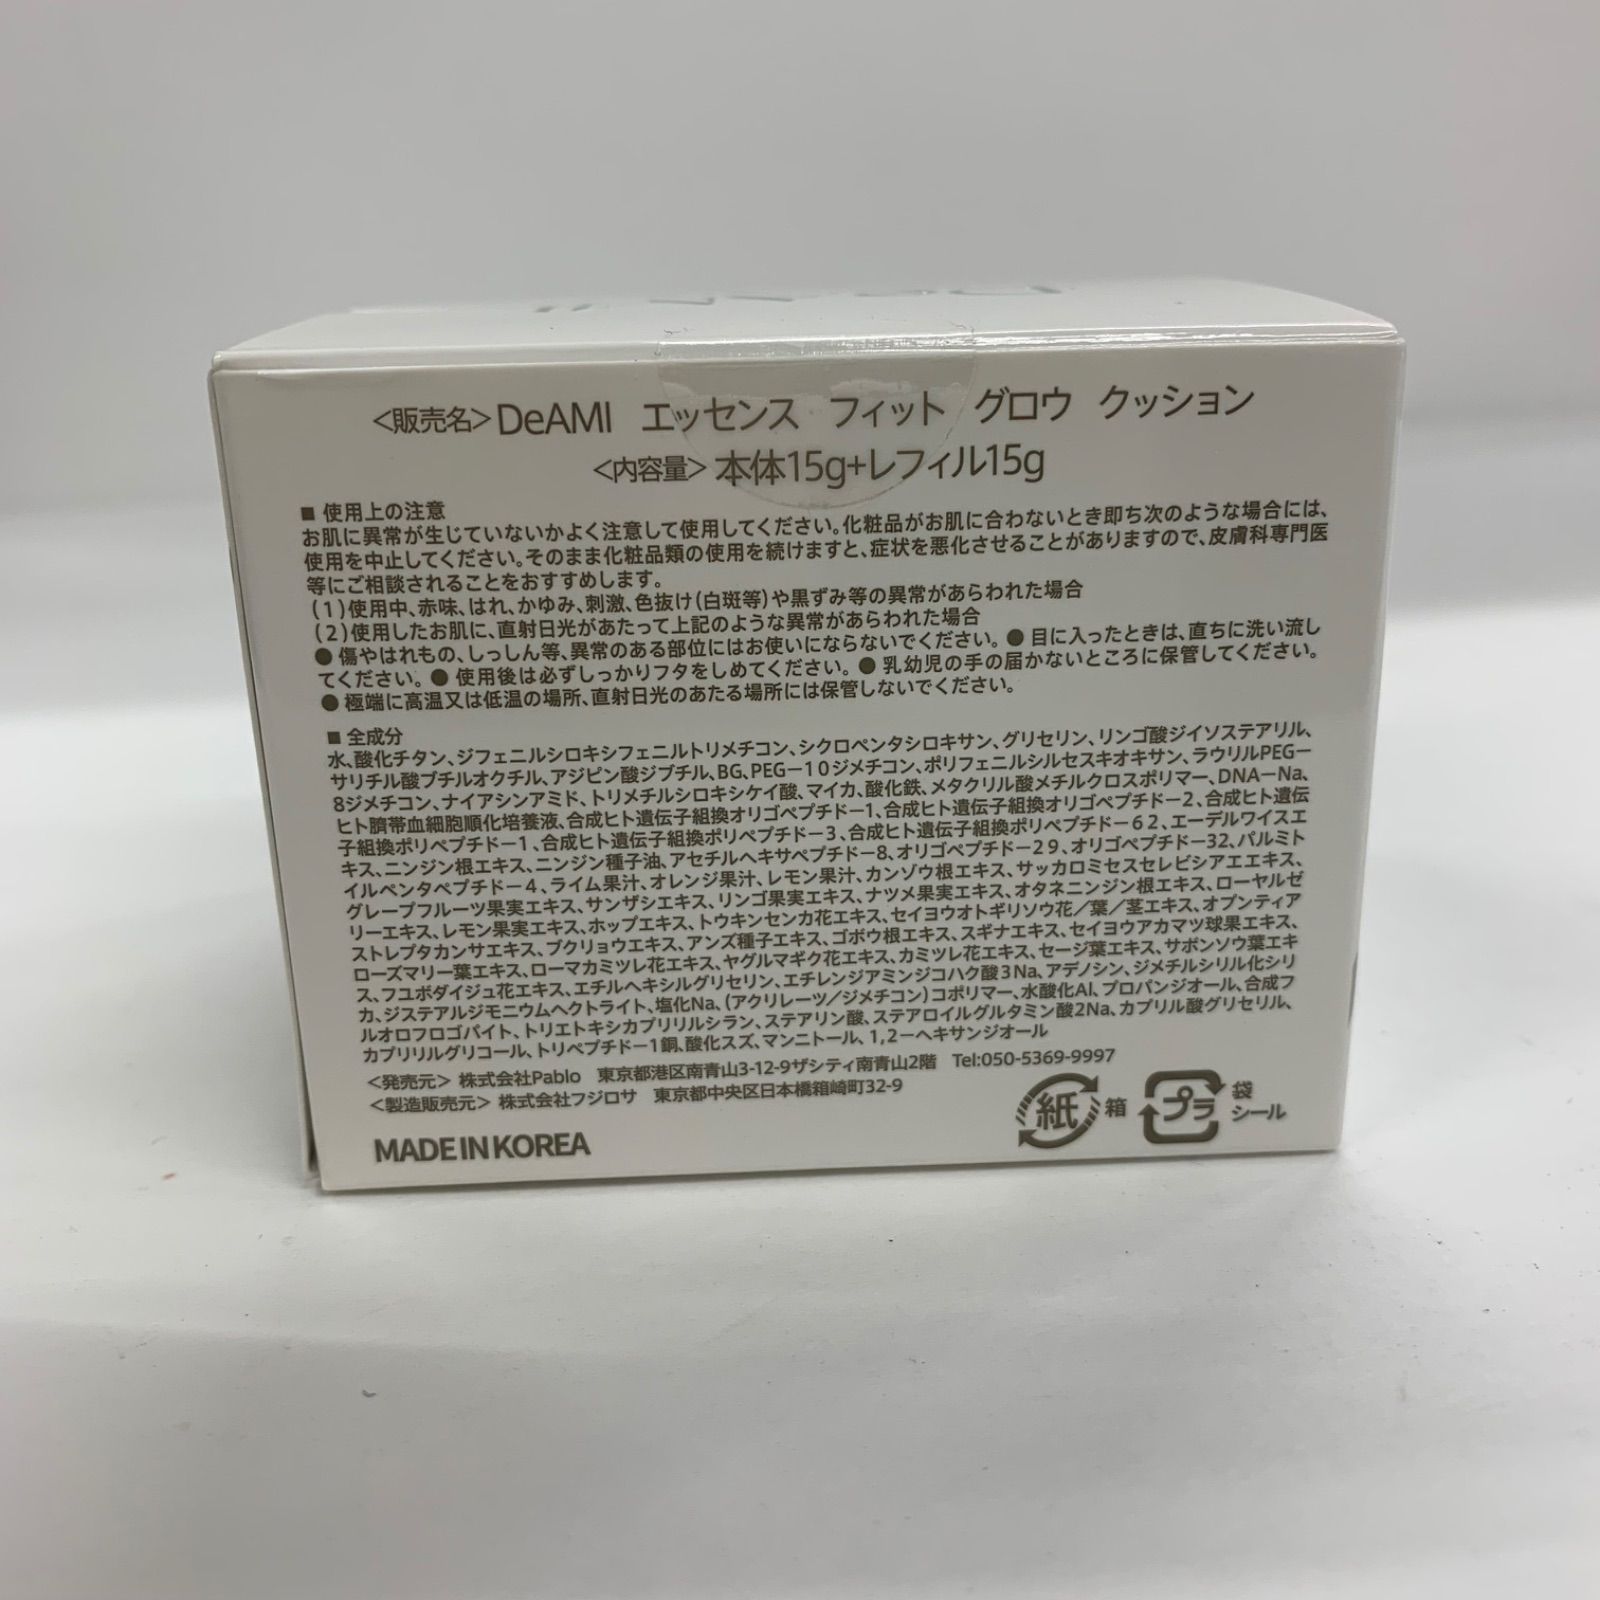 <販売名>DeAMI エッセンス フィット グロウ クッション
<内容量> 本体15g+レフィル15g
■ 使用上の注意
お肌に異常が生じていないかよく注意して使用してください。化粧品がお肌に合わないとき即ち次のような場合には、
使用を中止してください。そのまま化粧品類の使用を続けますと、症状を悪化させることがありますので、皮膚科専門医
等にご相談されることをおすすめします。
(1)使用中、赤味、はれ、かゆみ、刺激、色抜け(白斑等)や黒ずみ等の異常があらわれた場合
(2)使用したお肌に、直射日光があたって上記のような異常があらわれた場合
● 傷やはれもの、しっしん等、異常のある部位にはお使いにならないでください。 ● 目に入ったときは、直ちに洗い流し
てください。 ● 使用後は必ずしっかりフタをしめてください。 ● 乳幼児の手の届かないところに保管してください。
● 極端に高温又は低温の場所、直射日光のあたる場所には保管しないでください。
■ 全成分
水、酸化チタン、ジフェニルシロキシフェニルトリメチコン、シクロペンタシロキサン、グリセリン、リンゴ酸ジイソステアリル、
サリチル酸ブチルオクチル、アジピン酸ジブチル、BG、PEG－10ジメチコン、ポリフェニルシルセスキオキサン、ラウリルPEG－
8ジメチコン、ナイアシンアミド、トリメチルシロキシケイ酸、マイカ、酸化鉄、メタクリル酸メチルクロスポリマー、DNA－Na、
ヒト臍帯血細胞順化培養液、合成ヒト遺伝子組換オリゴペプチド－1、合成ヒト遺伝子組換オリゴペプチド－2、合成ヒト遺伝
子組換ポリペプチド－1、合成ヒト遺伝子組換ポリペプチド－3、合成ヒト遺伝子組換ポリペプチド－62、エーデルワイスエ
キス、ニンジン根エキス、ニンジン種子油、アセチルヘキサペプチド－8、オリゴペプチド－29、オリゴペプチド－32、パルミト
イルペンタペプチド－4、ライム果汁、オレンジ果汁、レモン果汁、カンゾウ根エキス、サッカロミセスセレビシアエエキス、
グレープフルーツ果実エキス、サンザシエキス、リンゴ果実エキス、ナツメ果実エキス、オタネニンジン根エキス、ローヤルゼ
リーエキス、レモン果実エキス、ホップエキス、トウキンセンカ花エキス、セイヨウオトギリソウ花／葉／茎エキス、オプンティア
ストレプタカンサエキス、ブクリョウエキス、アンズ種子エキス、ゴボウ根エキス、スギナエキス、セイヨウアカマツ球果エキス、
ローズマリー葉エキス、ローマカミツレ花エキス、ヤグルマギク花エキス、カミツレ花エキス、セージ葉エキス、サボンソウ葉エキ
ス、フユボダイジュ花エキス、エチルヘキシルグリセリン、エチレンジアミンジコハク酸3Na、アデノシン、ジメチルシリル化シリ
カ、ジステアルジモニウムヘクトライト、塩化Na、(アクリレーツ／ジメチコン)コポリマー、水酸化Al、プロパンジオール、合成フ
ルオロフロゴパイト、トリエトキシカプリリルシラン、ステアリン酸、ステアロイルグルタミン酸2Na、カプリル酸グリセリル、
カプリリルグリコール、トリペプチド－1銅、酸化スズ、マンニトール、1,2－ヘキサンジオール
<発売元> 株式会社Pablo 東京都港区南青山3-12-9ザシティ南青山2階 Tel:050-5369-9997
<製造販売元> 株式会社フジロサ 東京都中央区日本橋箱崎町32-9
MADE IN KOREA
紙 箱 プラ 袋
シール